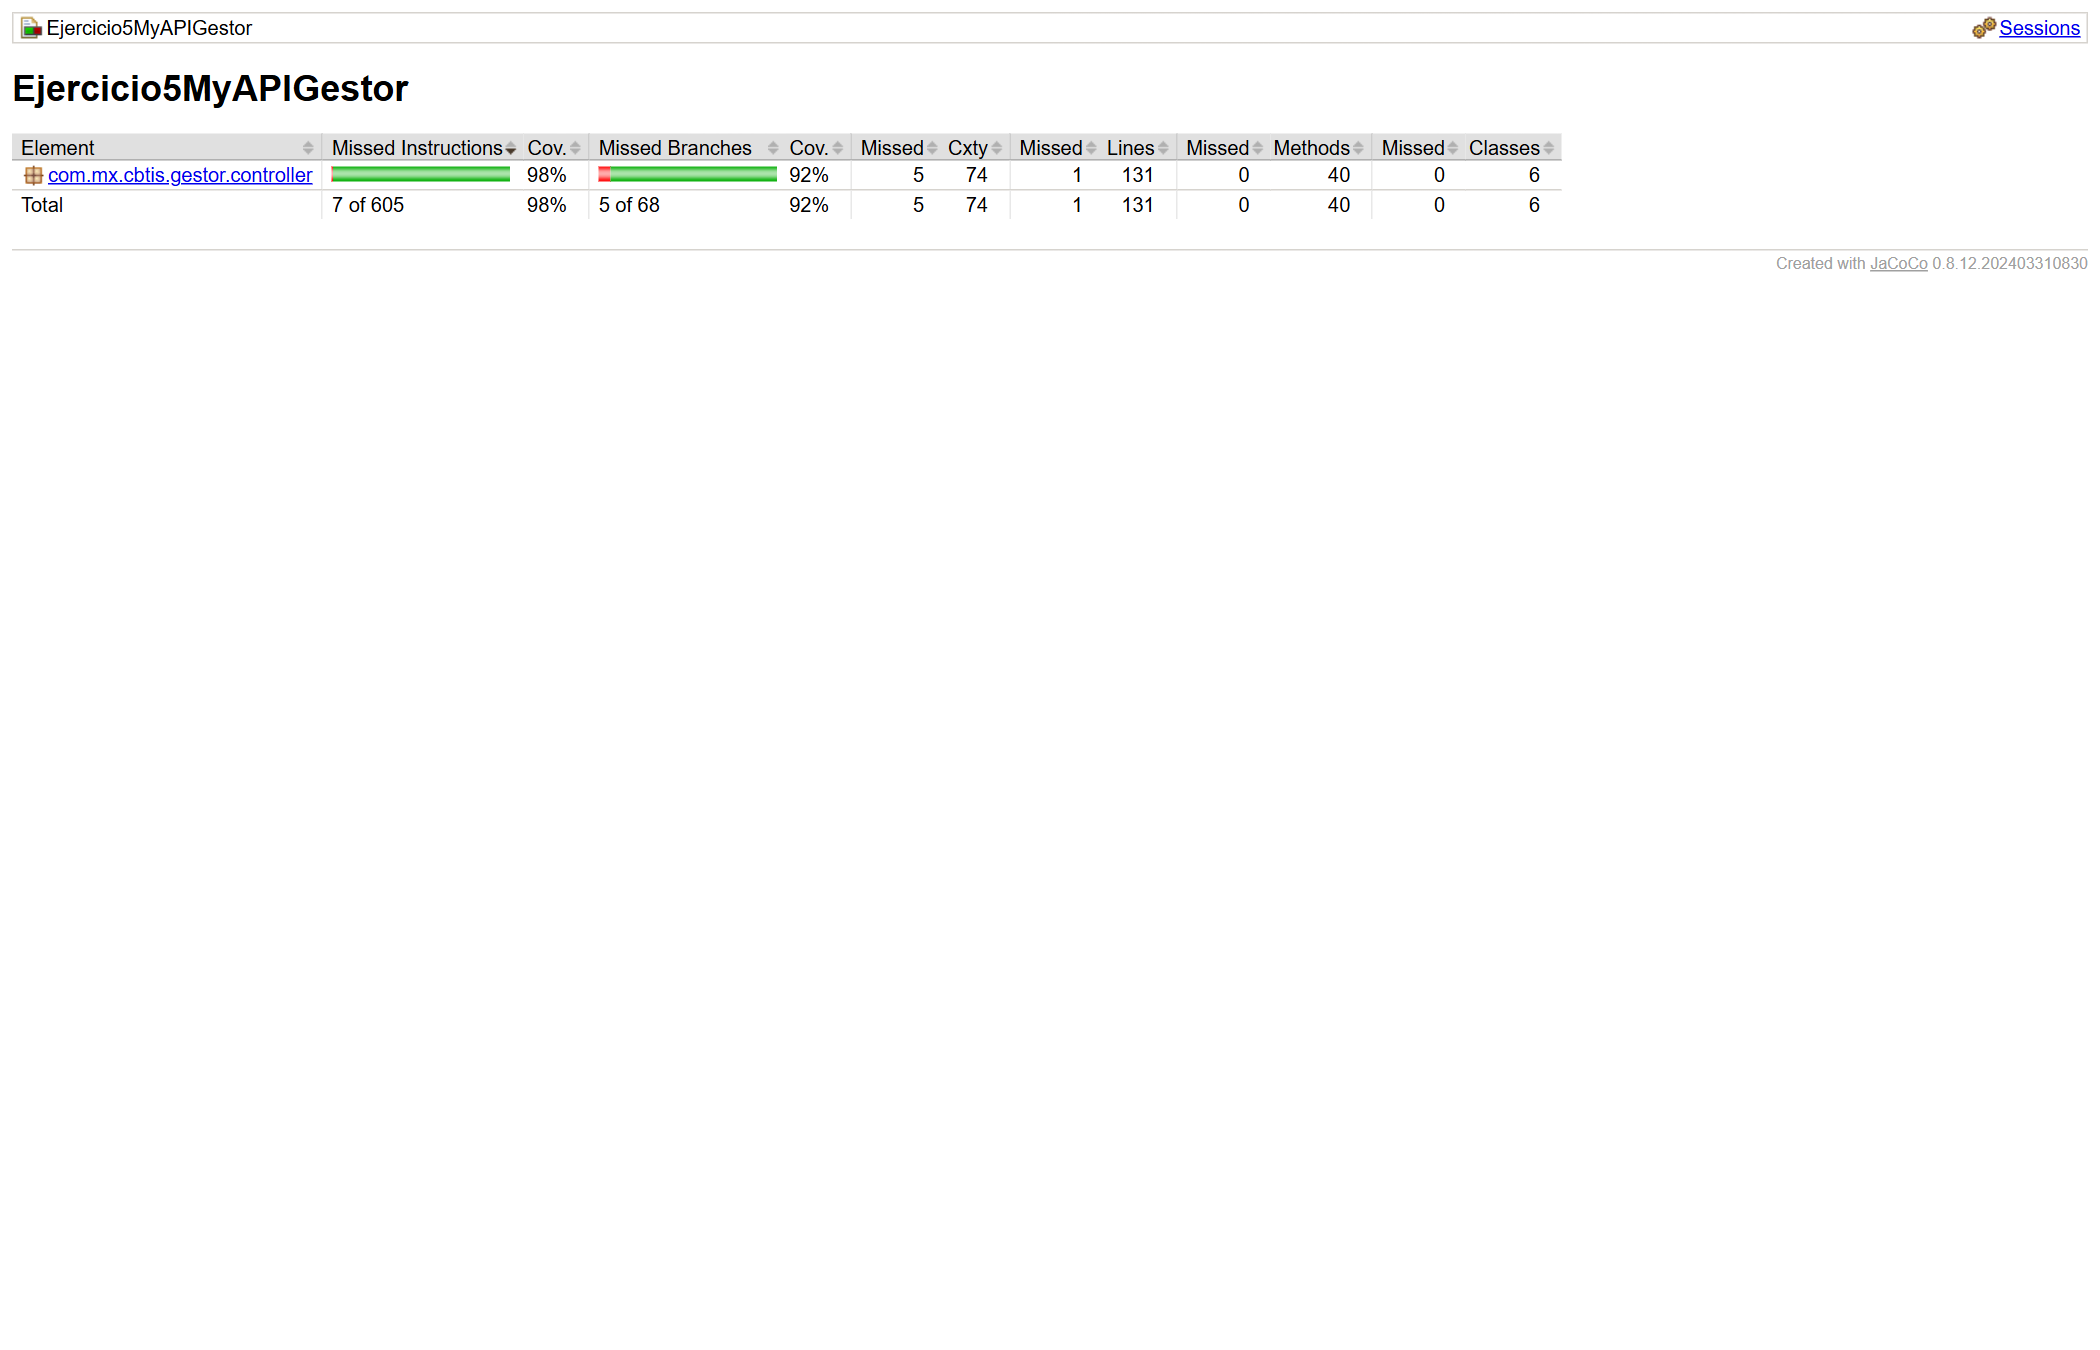 Ejercicio5MyAPIGestor Sessions
Ejercicio5MyAPIGestor
Element Missed Instructions Cov. Missed Branches Cov. Missed Cxty Missed Lines Missed Methods Missed Classes
com.mx.cbtis.gestor.controller 98% 92% 5 74 1 131 0 40 0 6
Total 7 of 605 98% 5 of 68 92% 5 74 1 131 0 40 0 6
Created with JaCoCo 0.8.12.202403310830